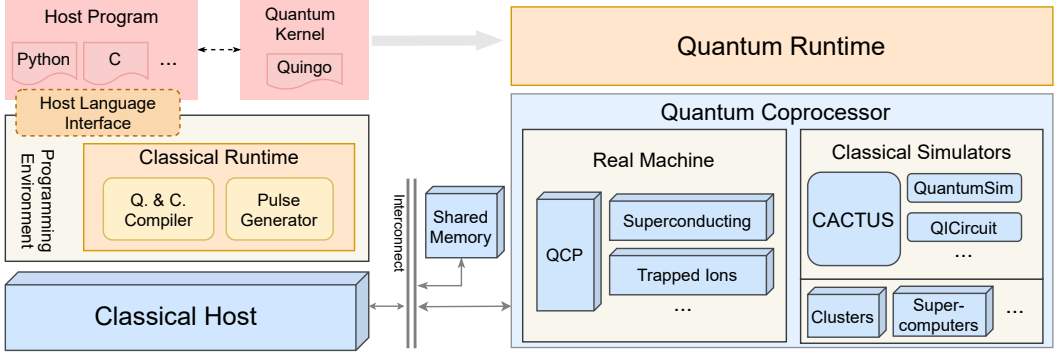 Host Program
Python
C
...
Quantum
Kernel
Quingo
Quantum Runtime
Host Language
Interface
Programming
Environment
Classical Runtime
Q. & C.
Compiler
Pulse
Generator
Classical Host
Interconnect
Shared
Memory
Quantum Coprocessor
Real Machine
QCP
Superconducting
Trapped Ions
...
Classical Simulators
CACTUS
QuantumSim
QICircuit
...
Clusters
Super-
computers
...